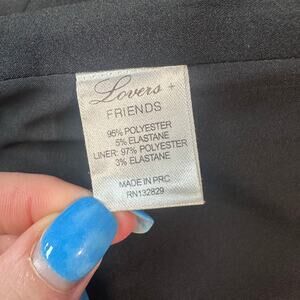 Lovers +
FRIENDS
95% POLYESTER
5% ELASTANE
LINER: 97% POLYESTER
3% ELASTANE
MADE IN PRC
RN132829